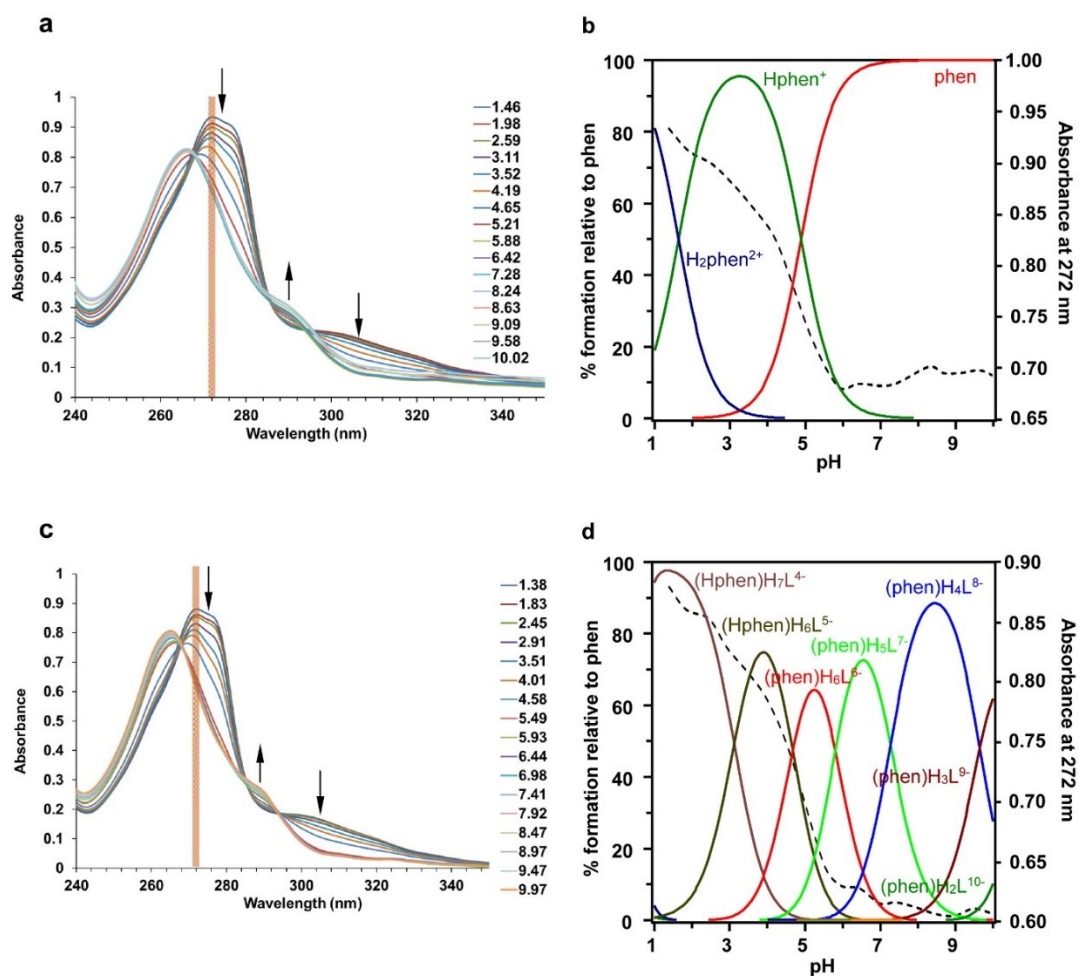 a
1
0.9
0.8
0.7
0.6
0.5
0.4
0.3
0.2
0.1
0
Absorbance
240 260 280 300 320 340
Wavelength (nm)
1.46
1.98
2.59
3.11
3.52
4.19
4.65
5.21
5.88
6.42
7.28
8.24
8.63
9.09
9.58
10.02
b
100
80
60
40
20
0
% formation relative to phen
Hphen⁺
phen
H₂phen²⁺
1 3 5 7 9
pH
1.00
0.95
0.90
0.85
0.80
0.75
0.70
0.65
Absorbance at 272 nm
c
1
0.9
0.8
0.7
0.6
0.5
0.4
0.3
0.2
0.1
0
Absorbance
240 260 280 300 320 340
Wavelength (nm)
1.38
1.83
2.45
2.91
3.51
4.01
4.58
5.49
5.93
6.44
6.98
7.41
7.92
8.47
8.97
9.47
9.97
d
100
80
60
40
20
0
% formation relative to phen
(Hphen)H₇L⁴⁻
(phen)H₄L⁸⁻
(Hphen)H₆L⁵⁻
(phen)H₅L⁷⁻
(phen)H₆L⁶⁻
(phen)H₃L⁹⁻
(phen)H₂L¹⁰⁻
1 3 5 7 9
pH
0.90
0.85
0.80
0.75
0.70
0.65
0.60
Absorbance at 272 nm